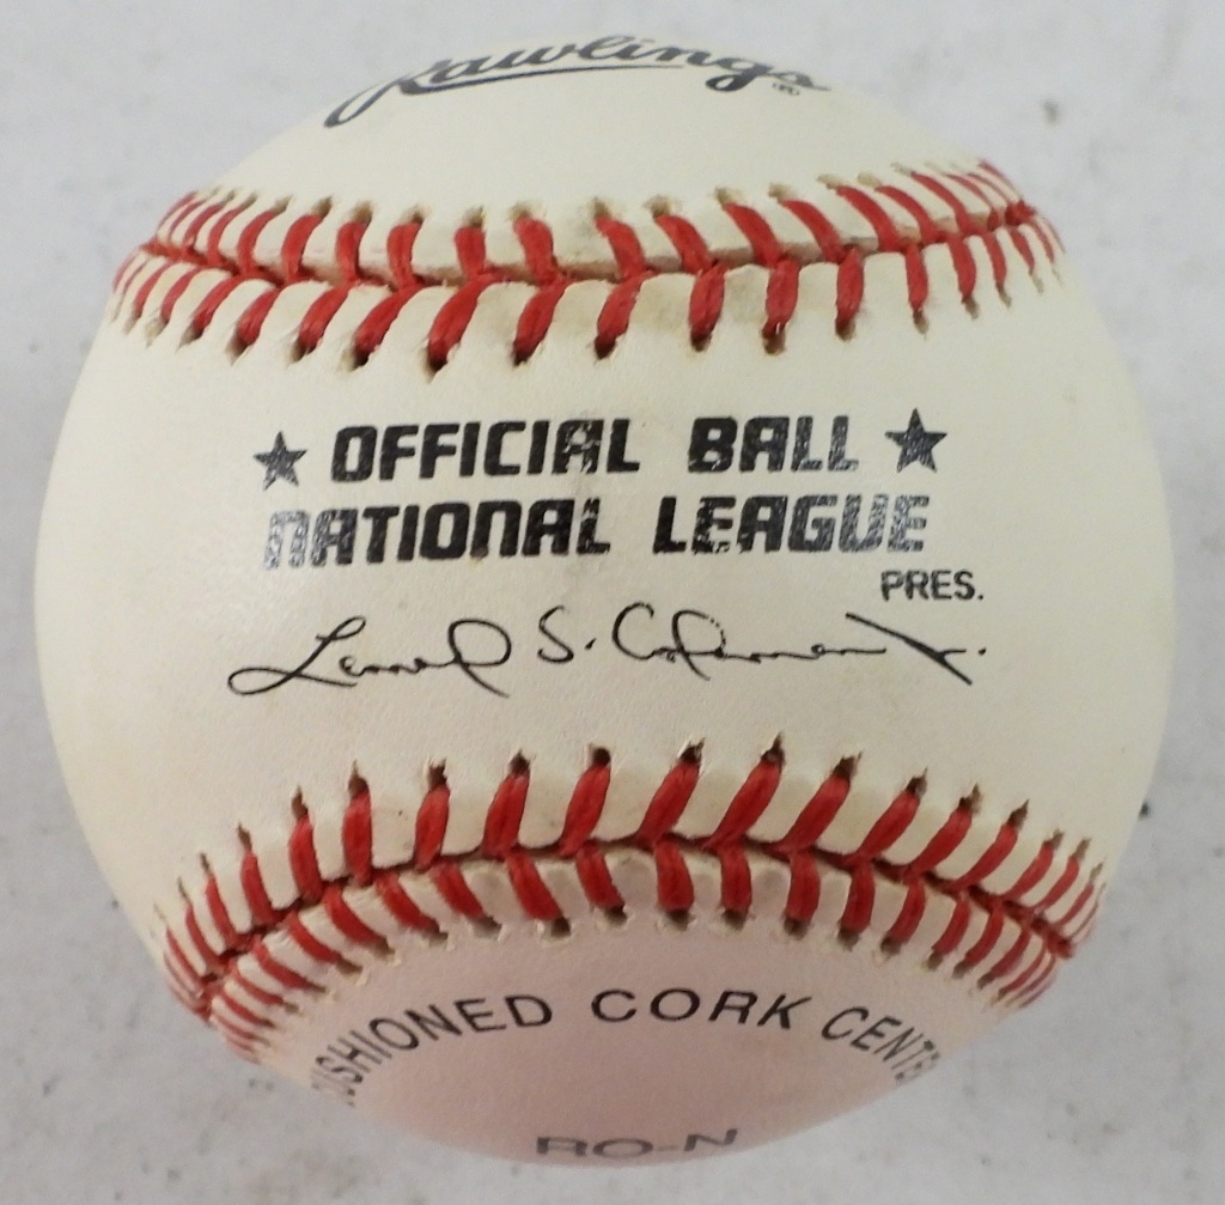 Rawlings®
OFFICIAL BALL
NATIONAL LEAGUE
PRES.
Leonard S. Coleman Jr.
CUSHIONED CORK CENTER
RO-N